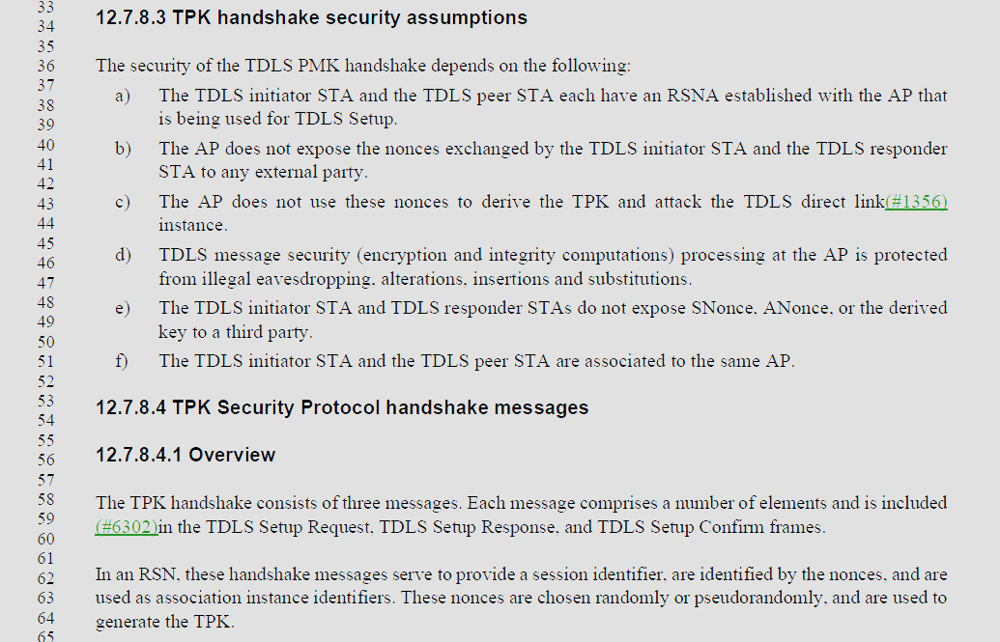 33
34
35
36
37
38
39
40
41
42
43
44
45
46
47
48
49
50
51
52
53
54
55
56
57
58
59
60
61
62
63
64
65
12.7.8.3 TPK handshake security assumptions
The security of the TDLS PMK handshake depends on the following:
a) The TDLS initiator STA and the TDLS peer STA each have an RSNA established with the AP that
is being used for TDLS Setup.
b) The AP does not expose the nonces exchanged by the TDLS initiator STA and the TDLS responder
STA to any external party.
c) The AP does not use these nonces to derive the TPK and attack the TDLS direct link(#1356)
instance.
d) TDLS message security (encryption and integrity computations) processing at the AP is protected
from illegal eavesdropping, alterations, insertions and substitutions.
e) The TDLS initiator STA and TDLS responder STAs do not expose SNonce, ANonce, or the derived
key to a third party.
f) The TDLS initiator STA and the TDLS peer STA are associated to the same AP.
12.7.8.4 TPK Security Protocol handshake messages
12.7.8.4.1 Overview
The TPK handshake consists of three messages. Each message comprises a number of elements and is included
(#6302)in the TDLS Setup Request, TDLS Setup Response, and TDLS Setup Confirm frames.
In an RSN, these handshake messages serve to provide a session identifier, are identified by the nonces, and are
used as association instance identifiers. These nonces are chosen randomly or pseudorandomly, and are used to
generate the TPK.